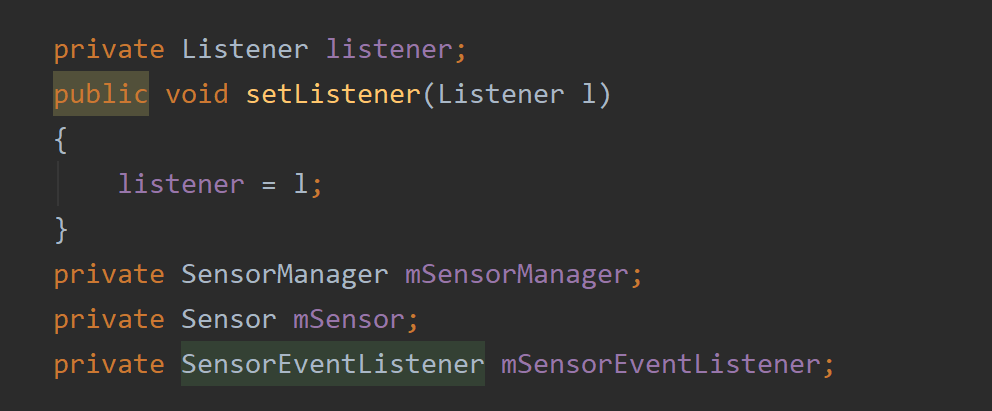 private Listener listener;
public void setListener(Listener l)
{
    listener = l;
}
private SensorManager mSensorManager;
private Sensor mSensor;
private SensorEventListener mSensorEventListener;